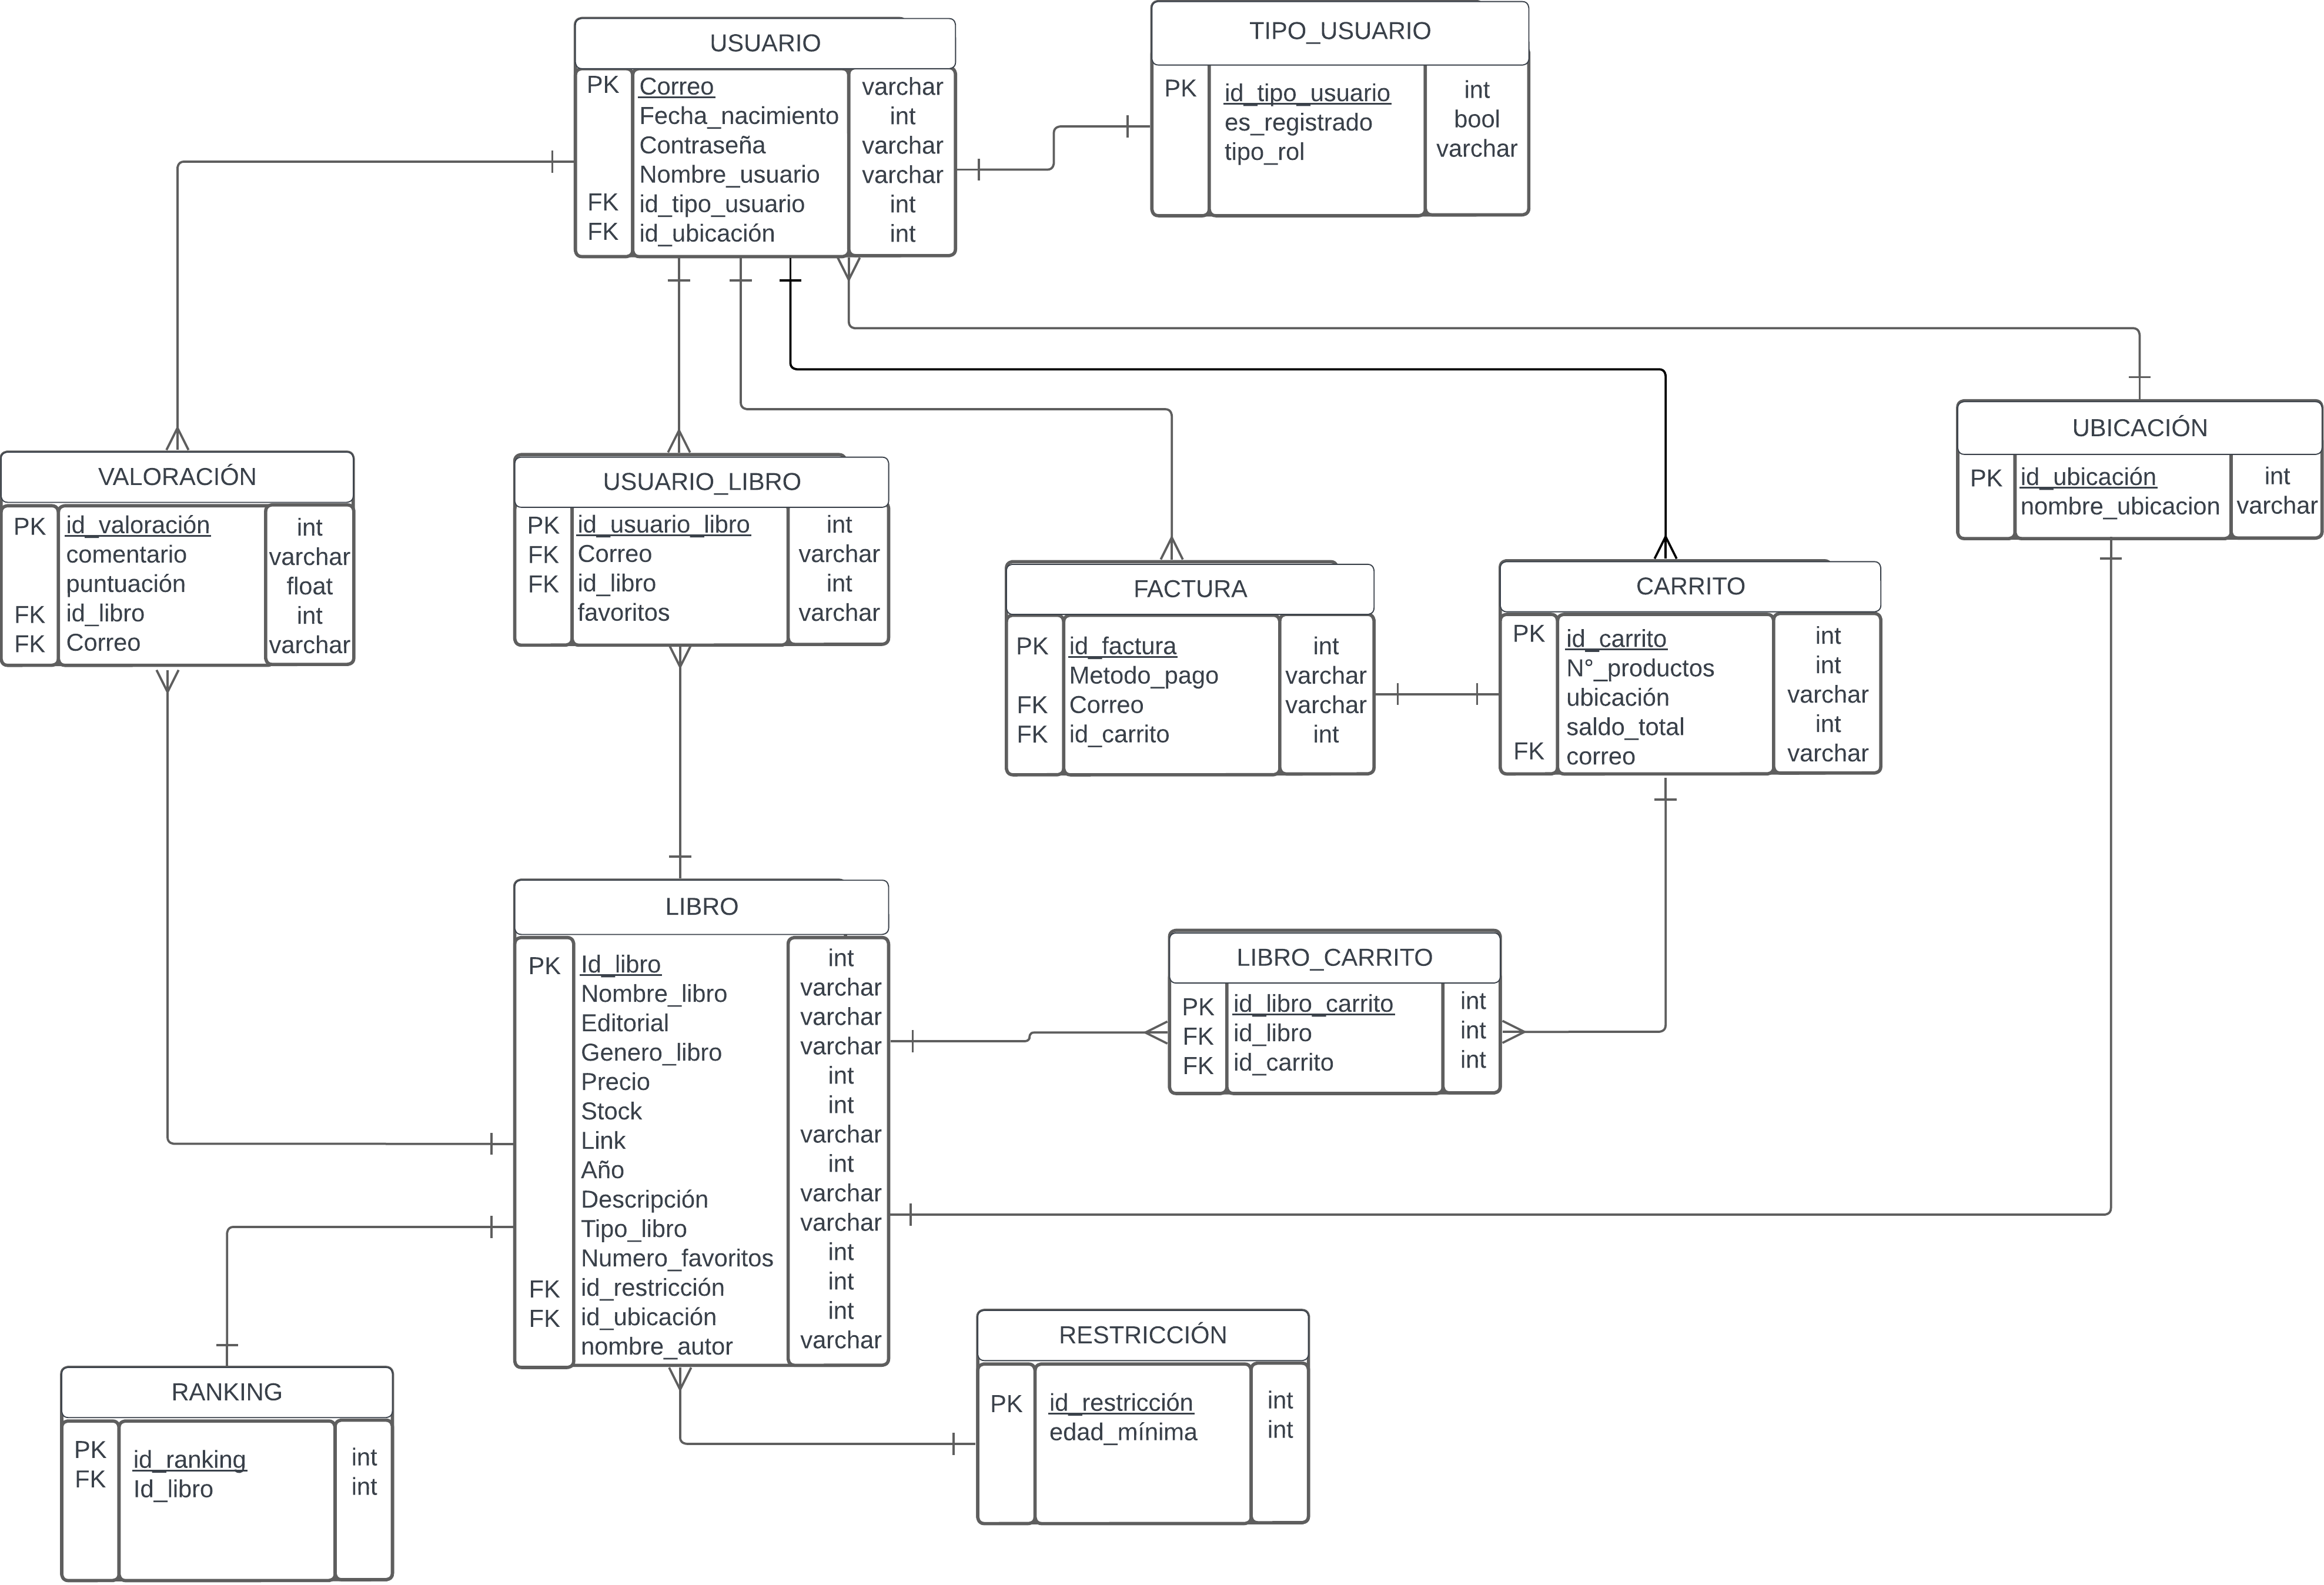 USUARIO
PK Correo varchar
Fecha_nacimiento int
Contraseña varchar
Nombre_usuario varchar
FK id_tipo_usuario int
FK id_ubicación int
TIPO_USUARIO
PK id_tipo_usuario int
es_registrado bool
tipo_rol varchar
UBICACIÓN
PK id_ubicación int
nombre_ubicacion varchar
VALORACIÓN
PK id_valoración int
comentario varchar
puntuación float
FK id_libro int
FK Correo varchar
USUARIO_LIBRO
PK id_usuario_libro int
FK Correo varchar
FK id_libro int
favoritos varchar
FACTURA
PK id_factura int
Metodo_pago varchar
FK Correo varchar
FK id_carrito int
CARRITO
PK id_carrito int
N°_productos int
ubicación varchar
saldo_total int
FK correo varchar
LIBRO
PK Id_libro int
Nombre_libro varchar
Editorial varchar
Genero_libro varchar
Precio int
Stock int
Link varchar
Año int
Descripción varchar
Tipo_libro varchar
Numero_favoritos int
FK id_restricción int
FK id_ubicación int
nombre_autor varchar
LIBRO_CARRITO
PK id_libro_carrito int
FK id_libro int
FK id_carrito int
RESTRICCIÓN
PK id_restricción int
edad_mínima int
RANKING
PK id_ranking int
FK Id_libro int